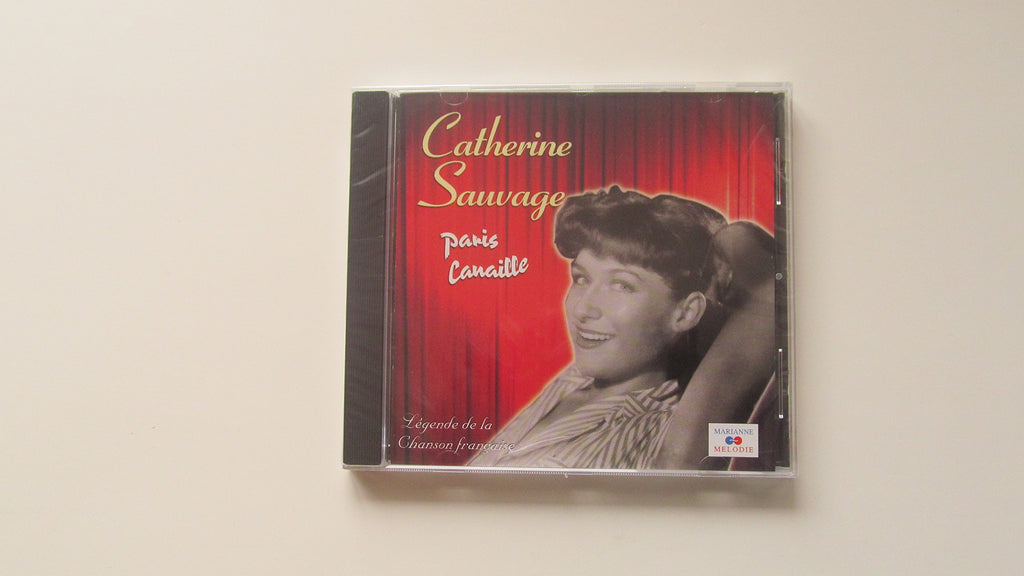 Catherine
Sauvage
Paris
Canaille
Légende de la
Chanson française
MARIANNE
MELODIE